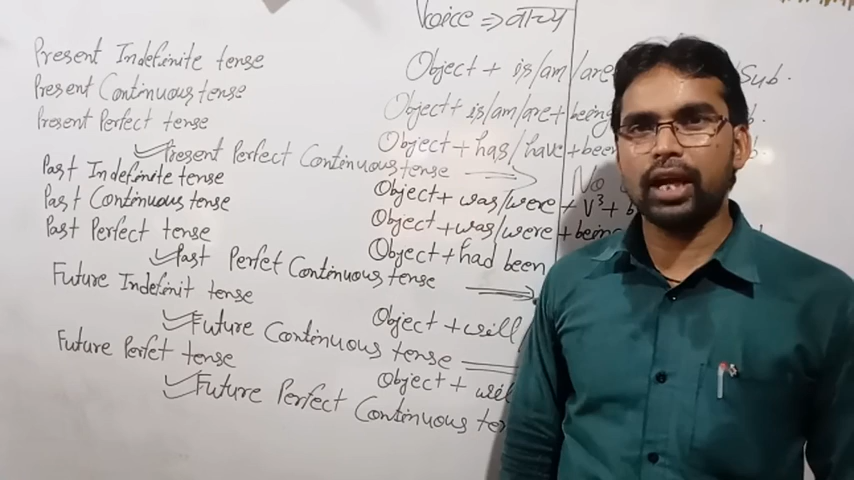 Voice => वाच्य
Present Indefinite tense Object + is/am/are Sub.
Present Continuous tense Object + is/am/are + being
Present Perfect tense Object + has/have + been
Present Perfect Continuous tense No
Past Indefinite tense Object + was/were + V³ + b
Past Continuous tense Object + was/were + being
Past Perfect tense Object + had been
Past Perfet Continuous tense
Future Indefinit tense Object + will
Future Continuous tense
Future Perfet tense Object + wil
Future Perfect Continuous te